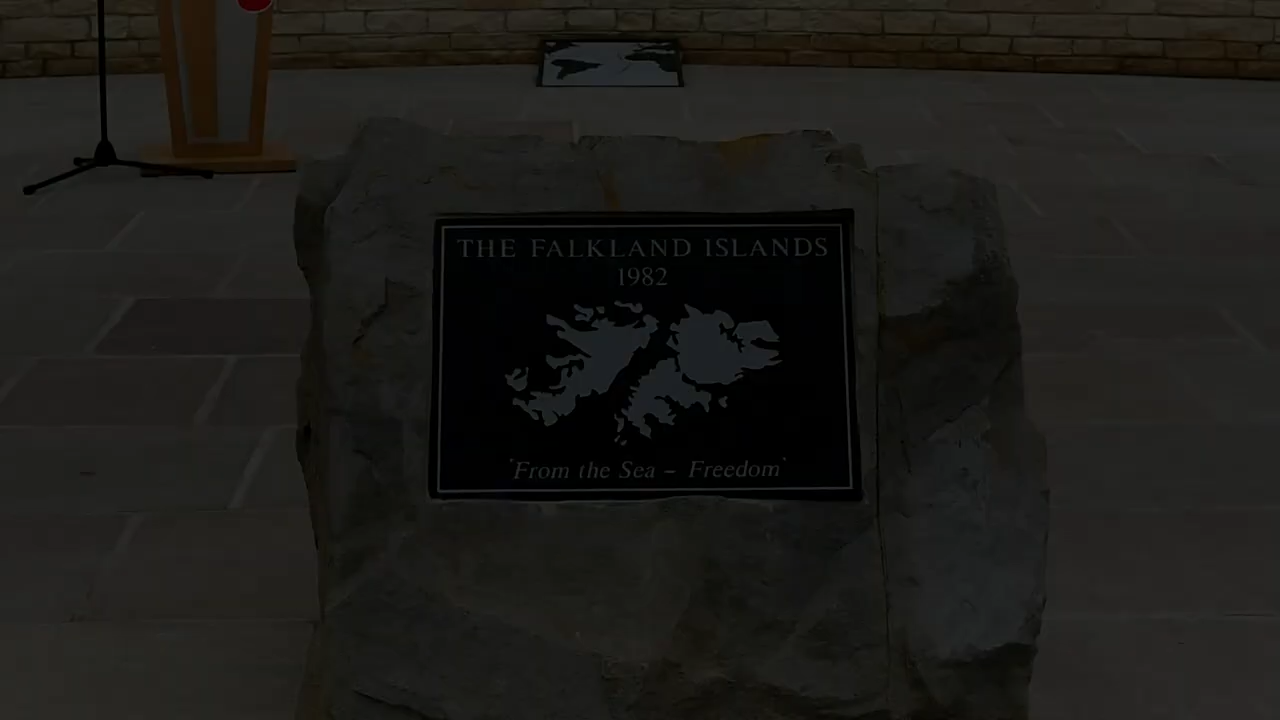 THE FALKLAND ISLANDS
1982
'From the Sea – Freedom'